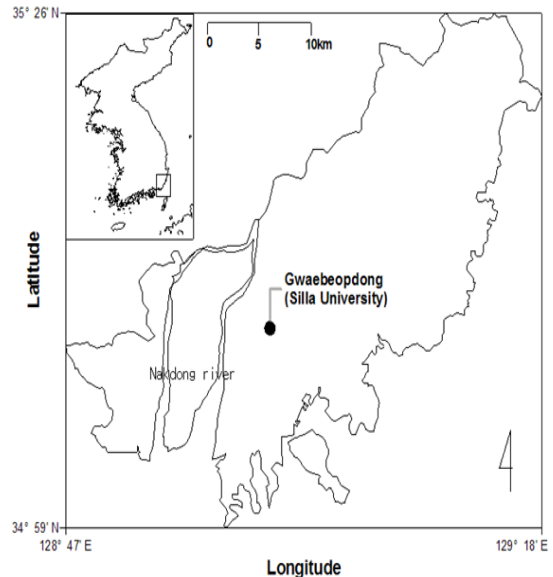 35° 26′ N
0 5 10km
Latitude
Gwaebeopdong
(Silla University)
Nakdong river
34° 59′ N
128° 47′ E
129° 18′ E
Longitude